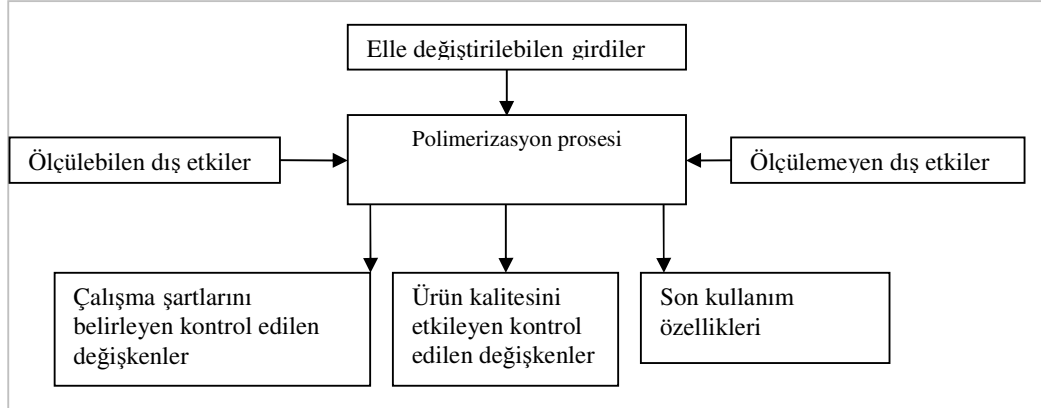 Elle değiştirilebilen girdiler
Polimerizasyon prosesi
Ölçülebilen dış etkiler
Ölçülemeyen dış etkiler
Çalışma şartlarını
belirleyen kontrol edilen
değişkenler
Ürün kalitesini
etkileyen kontrol
edilen değişkenler
Son kullanım
özellikleri